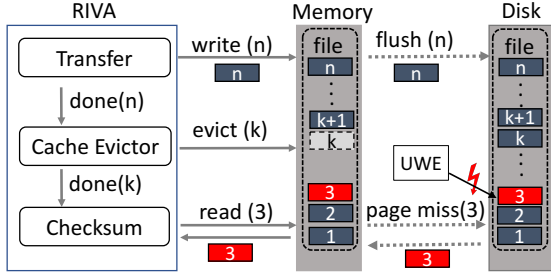 RIVA
Memory
Disk
Transfer
write (n)
n
file
n
flush (n)
n
file
n
done(n)
k+1
k+1
Cache Evictor
evict (k)
k
k
done(k)
UWE
3
3
Checksum
read (3)
2
page miss(3)
2
3
1
3
1